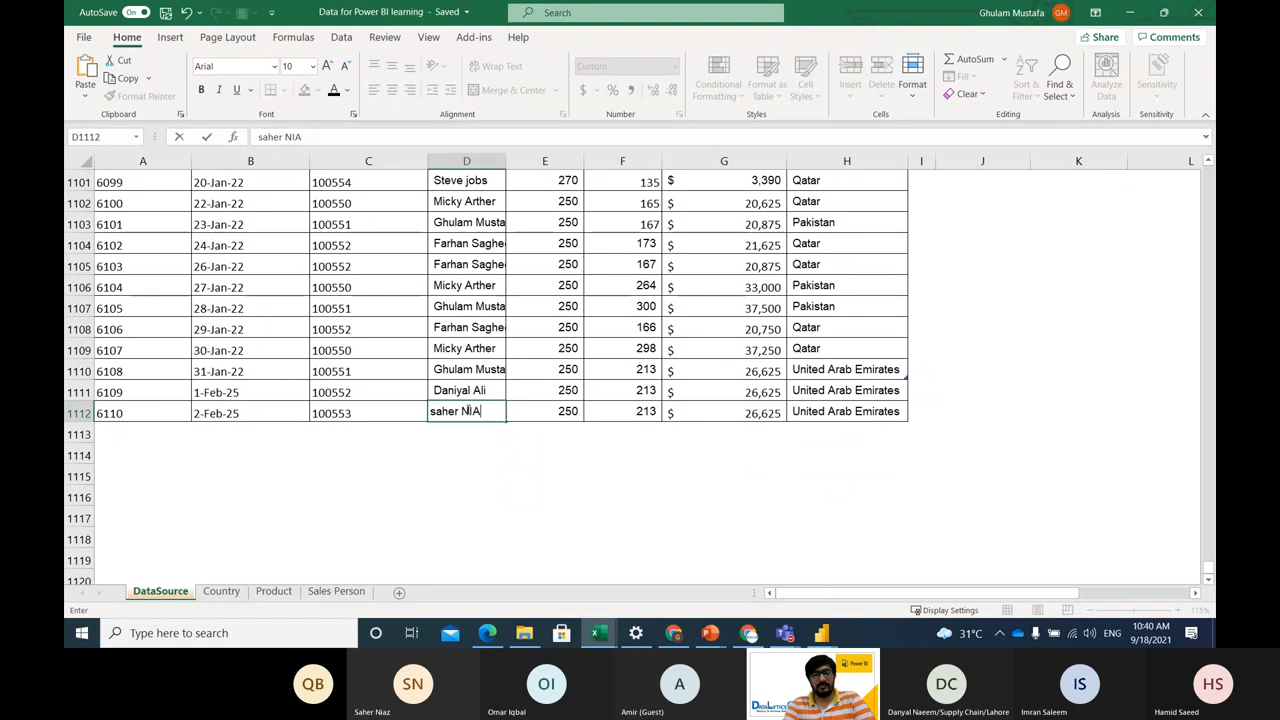 AutoSave On Data for Power BI learning - Saved Search Ghulam Mustafa GM
File Home Insert Page Layout Formulas Data Review View Add-ins Help Share Comments
Paste Cut Copy Format Painter
Arial 10 B I U A
Wrap Text Merge & Center
Custom $ %
Conditional Formatting Format as Table Cell Styles
Insert Delete Format
AutoSum Fill Clear Sort & Filter Find & Select
Analyze Data Sensitivity
Clipboard Font Alignment Number Styles Cells Editing Analysis Sensitivity
D1112 fx saher NIA
A B C D E F G H I J K L
1101 6099 20-Jan-22 100554 Steve jobs 270 135 $ 3,390 Qatar
1102 6100 22-Jan-22 100550 Micky Arther 250 165 $ 20,625 Qatar
1103 6101 23-Jan-22 100551 Ghulam Musta 250 167 $ 20,875 Pakistan
1104 6102 24-Jan-22 100552 Farhan Saghe 250 173 $ 21,625 Qatar
1105 6103 26-Jan-22 100552 Farhan Saghe 250 167 $ 20,875 Qatar
1106 6104 27-Jan-22 100550 Micky Arther 250 264 $ 33,000 Pakistan
1107 6105 28-Jan-22 100551 Ghulam Musta 250 300 $ 37,500 Pakistan
1108 6106 29-Jan-22 100552 Farhan Saghe 250 166 $ 20,750 Qatar
1109 6107 30-Jan-22 100550 Micky Arther 250 298 $ 37,250 Qatar
1110 6108 31-Jan-22 100551 Ghulam Musta 250 213 $ 26,625 United Arab Emirates
1111 6109 1-Feb-25 100552 Daniyal Ali 250 213 $ 26,625 United Arab Emirates
1112 6110 2-Feb-25 100553 saher NIA 250 213 $ 26,625 United Arab Emirates
1113
1114
1115
1116
1117
1118
1119
1120
DataSource Country Product Sales Person
Enter Display Settings 115%
Type here to search 31°C ENG 10:40 AM
9/18/2021
QB SN OI A Power BI DC IS HS
Saher Niaz Omar Iqbal Amir (Guest) Danyal Naeem/Supply Chain/Lahore Imran Saleem Hamid Saeed